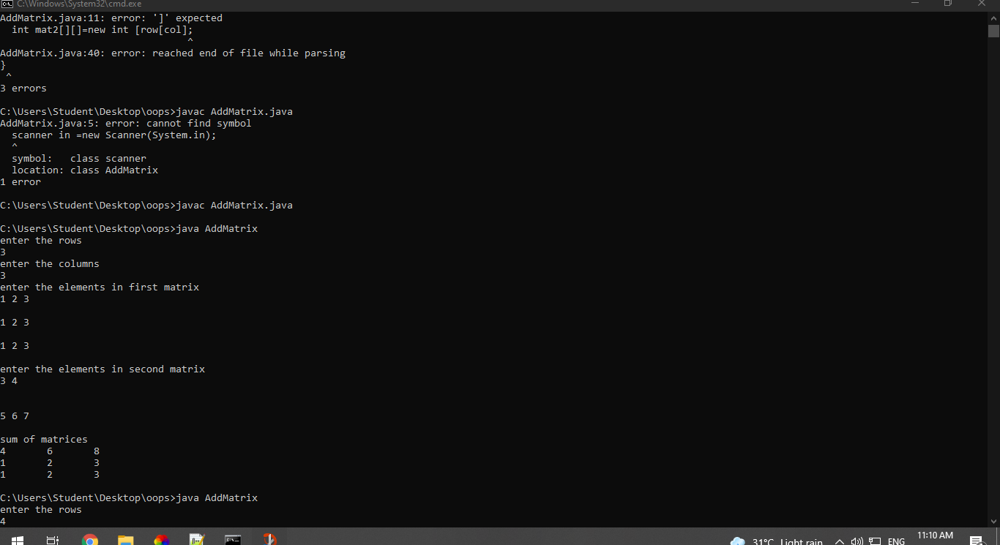 C:\Windows\System32\cmd.exe
AddMatrix.java:11: error: ']' expected
  int mat2[][]=new int [row[col];
                                ^
AddMatrix.java:40: error: reached end of file while parsing
}
 ^
3 errors
C:\Users\Student\Desktop\oops>javac AddMatrix.java
AddMatrix.java:5: error: cannot find symbol
  scanner in =new Scanner(System.in);
  ^
  symbol:   class scanner
  location: class AddMatrix
1 error
C:\Users\Student\Desktop\oops>javac AddMatrix.java
C:\Users\Student\Desktop\oops>java AddMatrix
enter the rows
3
enter the columns
3
enter the elements in first matrix
1 2 3
1 2 3
1 2 3
enter the elements in second matrix
3 4
5 6 7
sum of matrices
4       6       8
1       2       3
1       2       3
C:\Users\Student\Desktop\oops>java AddMatrix
enter the rows
4
31°C Light rain ENG 11:10 AM